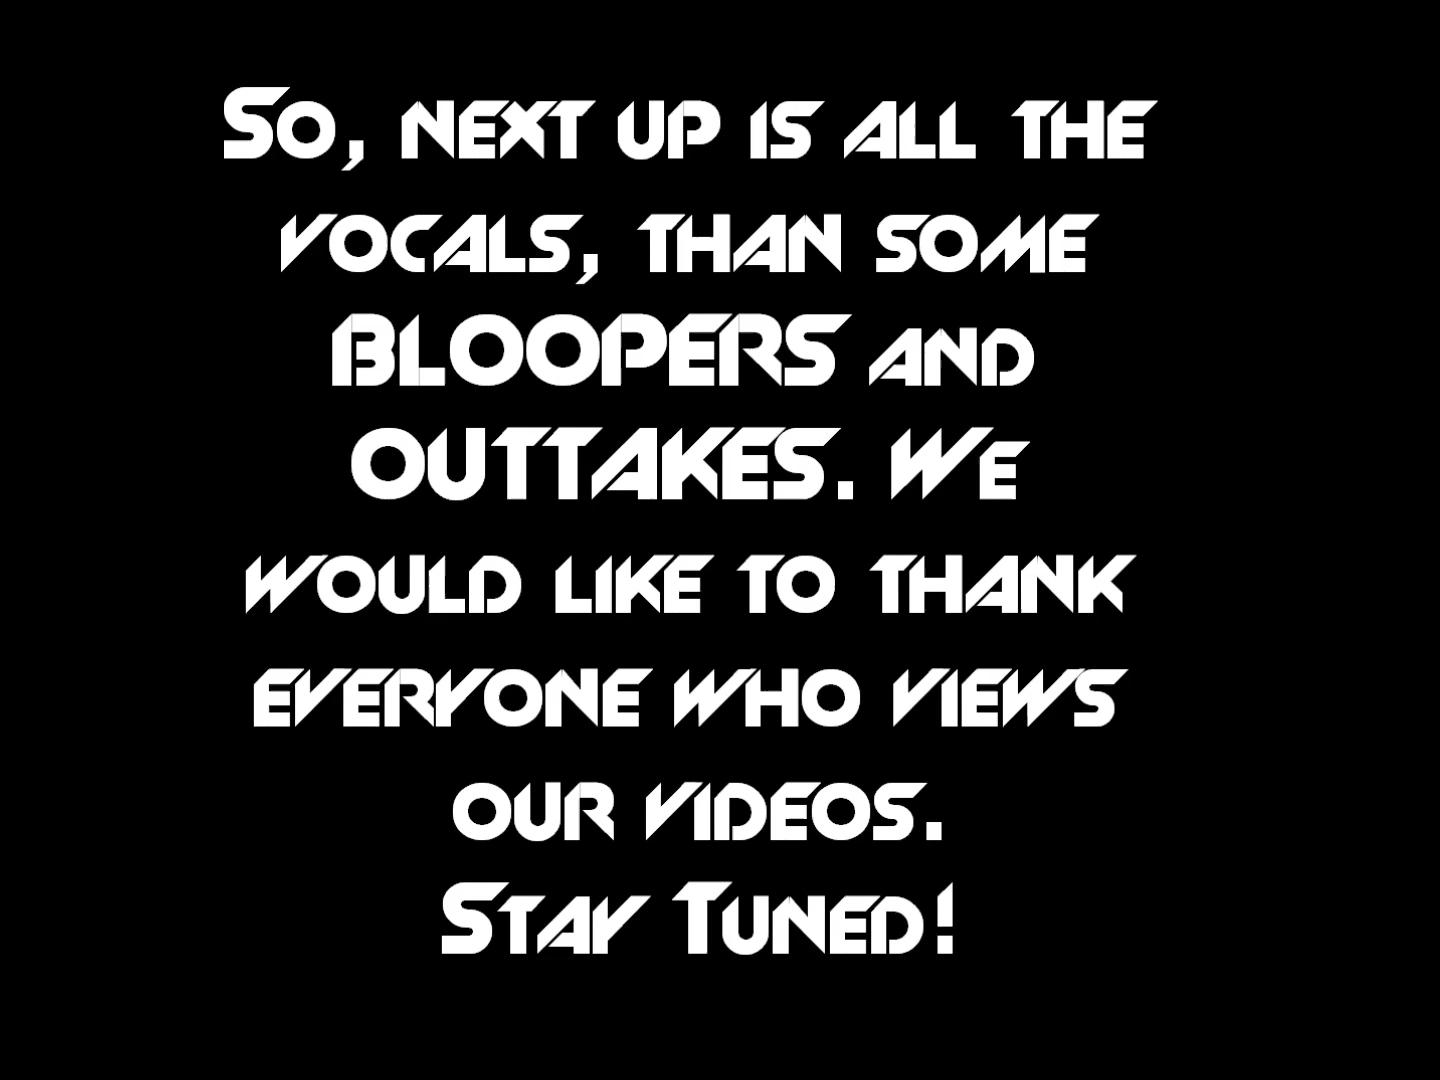 So, next up is all the
vocals, than some
BLOOPERS and
OUTTAKES. We
would like to thank
everyone who views
our videos.
Stay Tuned!